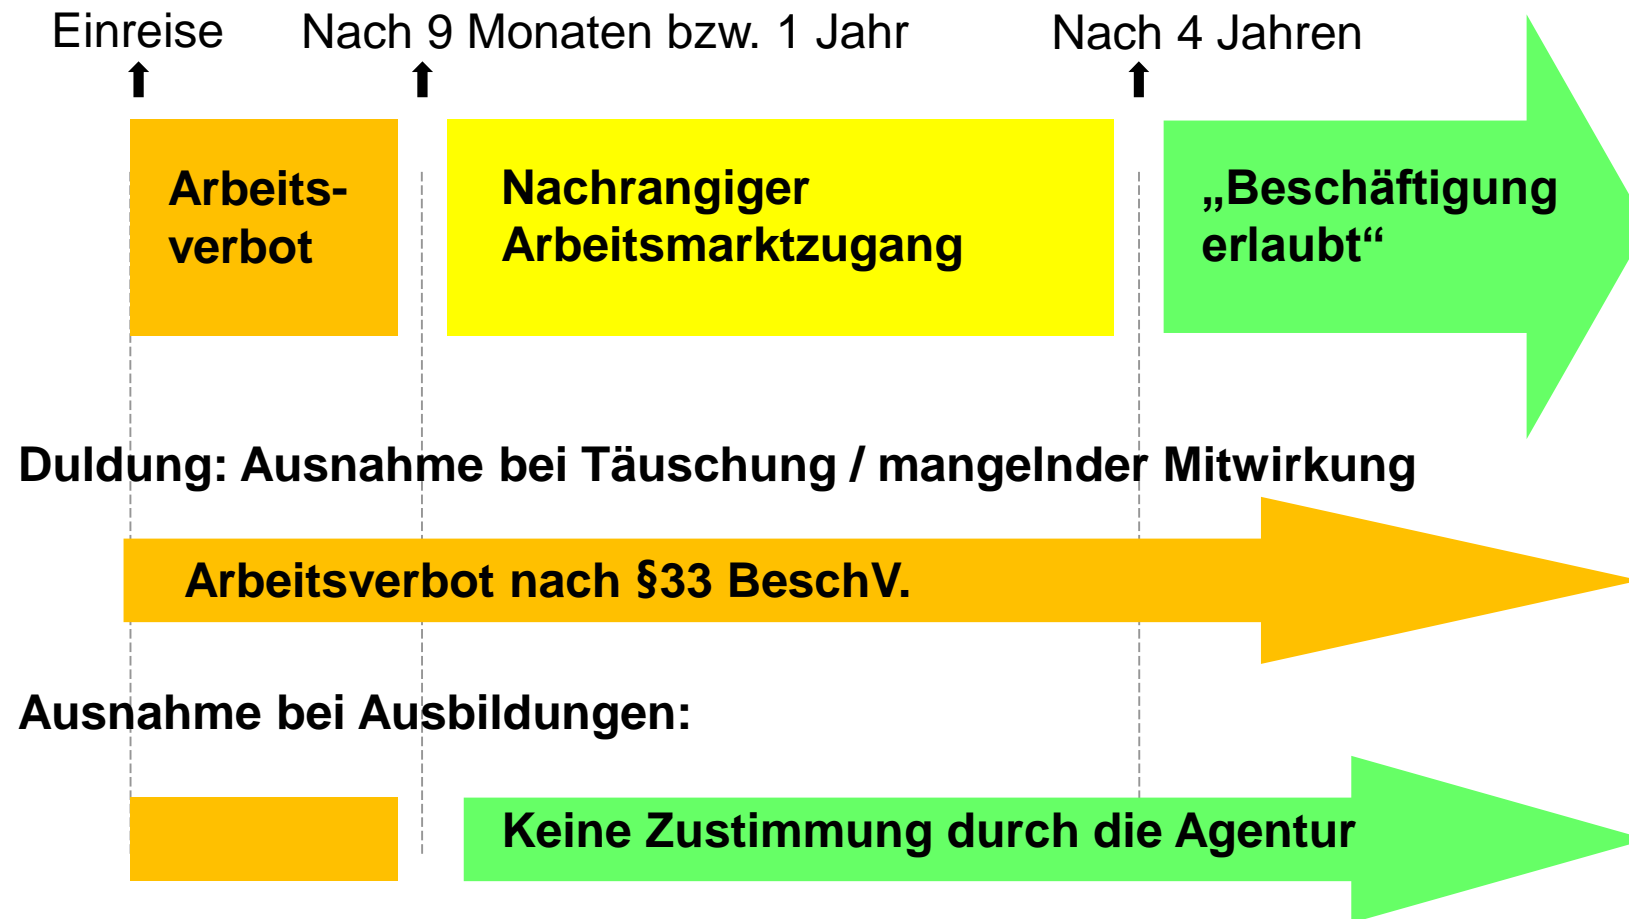 Einreise
Nach 9 Monaten bzw. 1 Jahr
Nach 4 Jahren
Arbeits-
verbot
Nachrangiger
Arbeitsmarktzugang
„Beschäftigung
erlaubt“
Duldung: Ausnahme bei Täuschung / mangelnder Mitwirkung
Arbeitsverbot nach §33 BeschV.
Ausnahme bei Ausbildungen:
Keine Zustimmung durch die Agentur